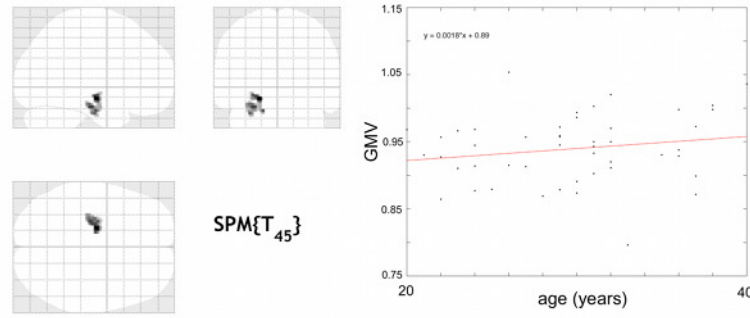 SPM{T45}
1.15
1.05
0.95
0.85
0.75
GMV
y = 0.0018*x + 0.89
20
40
age (years)